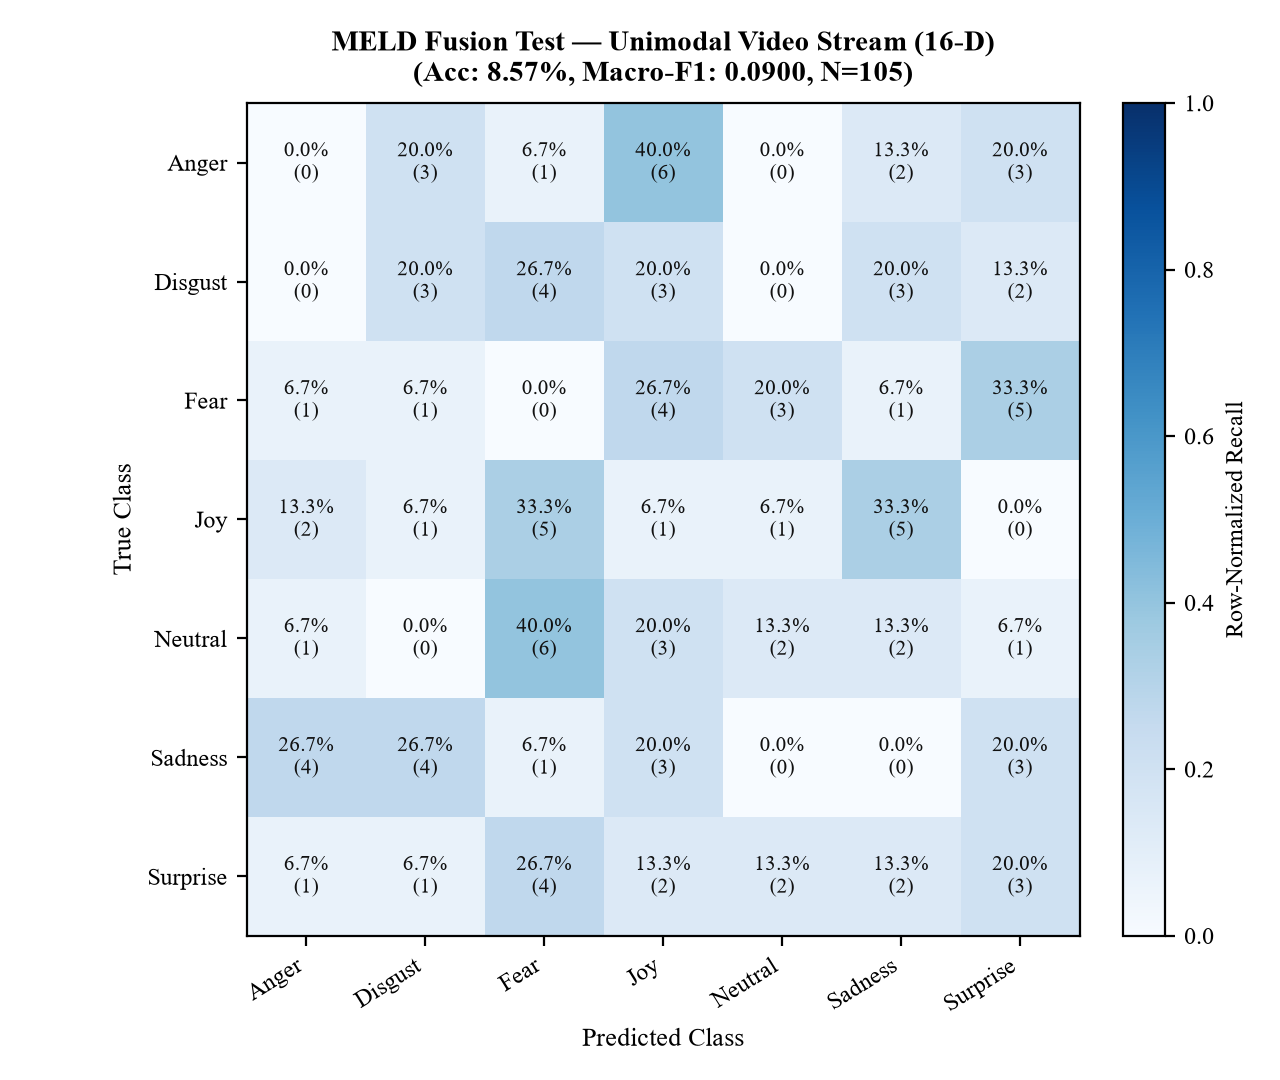 MELD Fusion Test — Unimodal Video Stream (16-D)
(Acc: 8.57%, Macro-F1: 0.0900, N=105)
True Class
Anger
0.0% 20.0% 6.7% 40.0% 0.0% 13.3% 20.0%
(0) (3) (1) (6) (0) (2) (3)
Disgust
0.0% 20.0% 26.7% 20.0% 0.0% 20.0% 13.3%
(0) (3) (4) (3) (0) (3) (2)
Fear
6.7% 6.7% 0.0% 26.7% 20.0% 6.7% 33.3%
(1) (1) (0) (4) (3) (1) (5)
Joy
13.3% 6.7% 33.3% 6.7% 6.7% 33.3% 0.0%
(2) (1) (5) (1) (1) (5) (0)
Neutral
6.7% 0.0% 40.0% 20.0% 13.3% 13.3% 6.7%
(1) (0) (6) (3) (2) (2) (1)
Sadness
26.7% 26.7% 6.7% 20.0% 0.0% 0.0% 20.0%
(4) (4) (1) (3) (0) (0) (3)
Surprise
6.7% 6.7% 26.7% 13.3% 13.3% 13.3% 20.0%
(1) (1) (4) (2) (2) (2) (3)
Anger Disgust Fear Joy Neutral Sadness Surprise
Predicted Class
1.0
0.8
0.6
0.4
0.2
0.0
Row-Normalized Recall